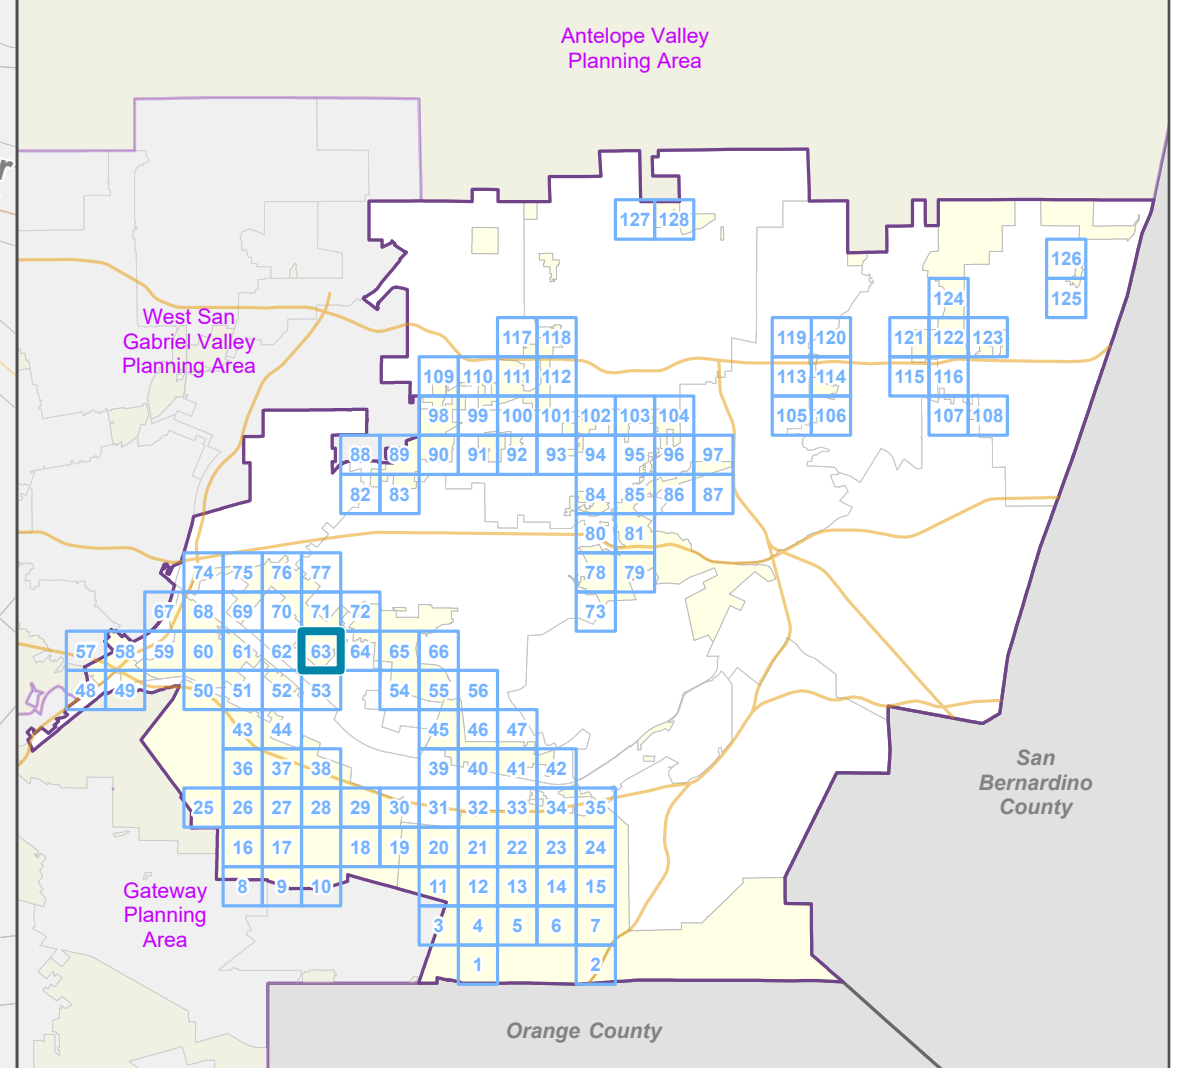 Antelope Valley
Planning Area
r
127 128
126
125
124
West San
Gabriel Valley
Planning Area
117 118
119 120
121 122 123
109 110 111 112
113 114
115 116
98 99 100 101 102 103 104
105 106
107 108
88 89 90 91 92 93 94 95 96 97
82 83
84 85 86 87
80 81
74 75 76 77
78 79
67 68 69 70 71 72
73
57 58 59 60 61 62 63 64 65 66
48 49 50 51 52 53 54 55 56
43 44 45 46 47
36 37 38 39 40 41 42
San
Bernardino
County
25 26 27 28 29 30 31 32 33 34 35
16 17 18 19 20 21 22 23 24
8 9 10 11 12 13 14 15
Gateway
Planning
Area
3 4 5 6 7
1 2
Orange County